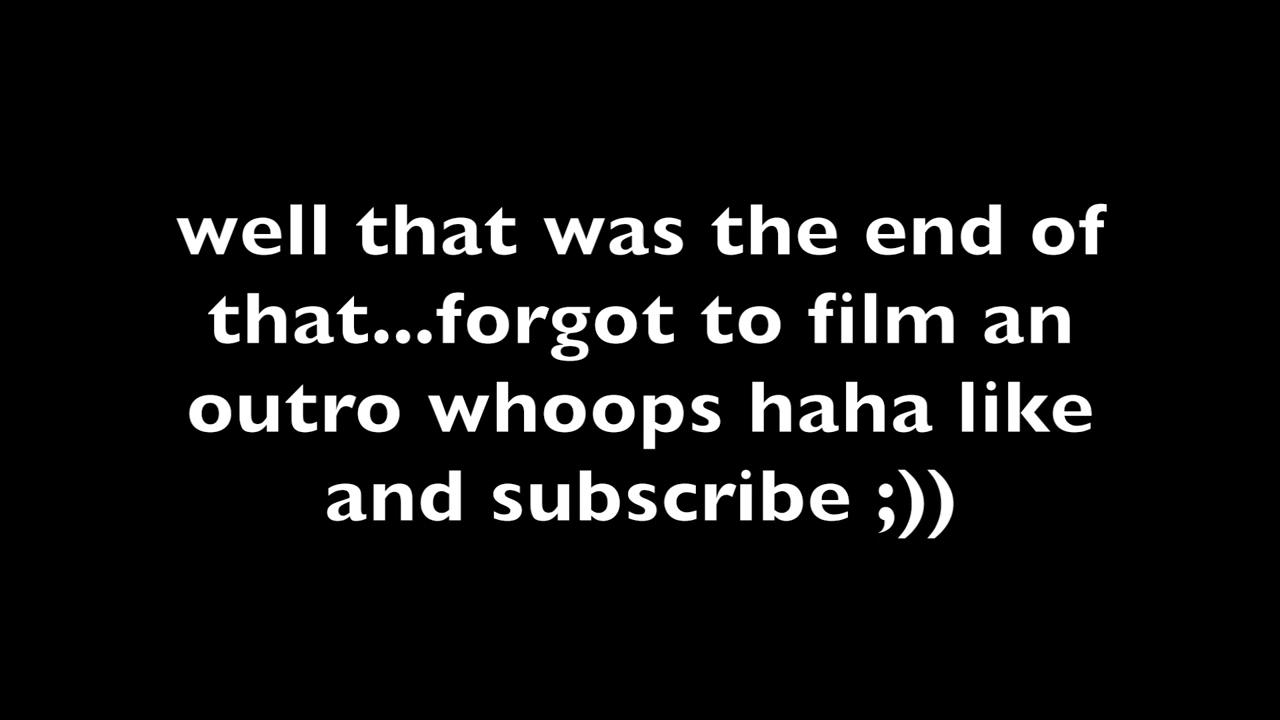 well that was the end of
that...forgot to film an
outro whoops haha like
and subscribe ;))